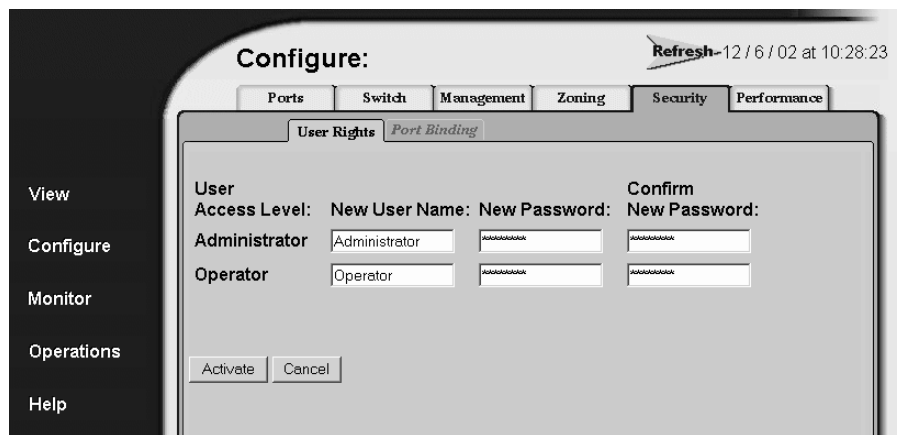 Configure:
Refresh-12 / 6 / 02 at 10:28:23
Ports Switch Management Zoning Security Performance
User Rights Port Binding
View
Configure
Monitor
Operations
Help
User Access Level: New User Name: New Password: Confirm New Password:
Administrator Administrator *********
*********
Operator Operator *********
*********
Activate Cancel